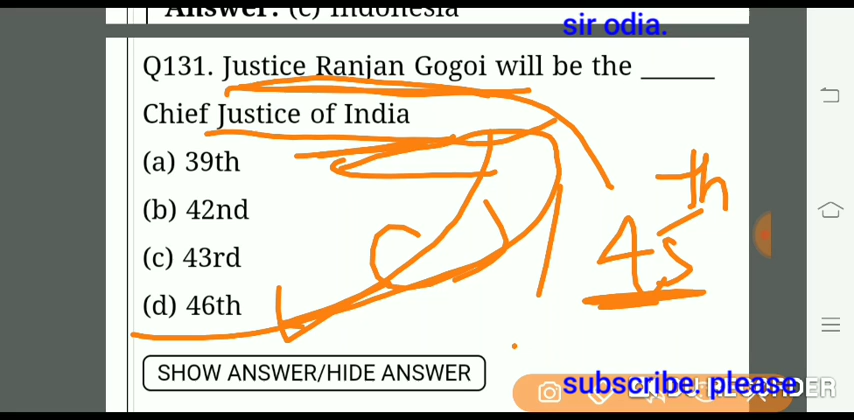 Answer: (c) Indonesia
sir odia.
Q131. Justice Ranjan Gogoi will be the ______
Chief Justice of India
(a) 39th
(b) 42nd
(c) 43rd
(d) 46th
45th
SHOW ANSWER/HIDE ANSWER
subscribe. please
RECORDER